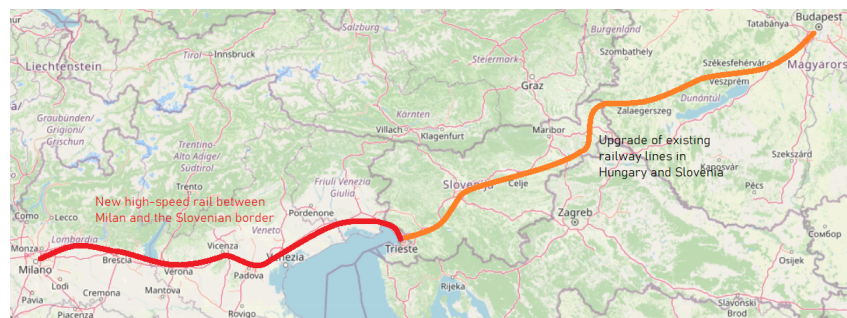 Budapest
Salzburg
Burgenland
Tatabánya
Tirol
Innsbruck
Szombathely
Székesfehérvár
Liechtenstein
Steiermark
Magyarors
Graz
Veszprém
Dunántúl
Zalaegerszeg
Graubünden/
Grigioni/
Grischun
Kärnten
Villach
Klagenfurt
Maribor
Upgrade of existing
railway lines in
Hungary and Slovenia
Trentino
Alto Adige/
Südtirol
Kaposvár
Szekszárd
Trento
Friuli Venezia
Giulia
Slovenija
Celje
Pécs
New high-speed rail between
Milan and the Slovenian border
Como
Lecco
Pordenone
Zagreb
Veneto
Сомбор
Monza
Lombardia
Vicenza
Trieste
Brescia
Venezia
Milano
Verona
Padova
Osijek
Lodi
Cremona
Mantova
Rijeka
Pavia
Slavonski
Brod
Piacenza
Rovigo